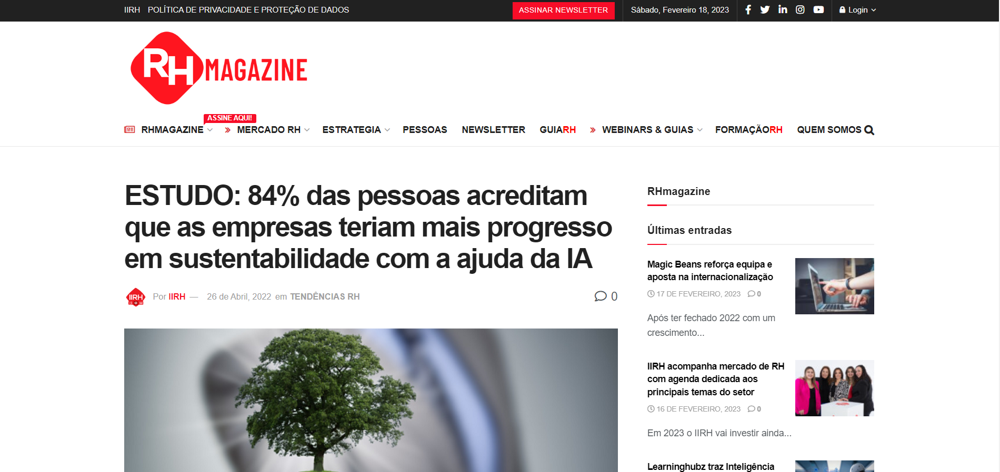 IIRH POLÍTICA DE PRIVACIDADE E PROTEÇÃO DE DADOS
ASSINAR NEWSLETTER
Sábado, Fevereiro 18, 2023
Login
RH MAGAZINE
ASSINE AQUI!
RHMAGAZINE MERCADO RH ESTRATEGIA PESSOAS NEWSLETTER GUIARH WEBINARS & GUIAS FORMAÇÃORH QUEM SOMOS
ESTUDO: 84% das pessoas acreditam
que as empresas teriam mais progresso
em sustentabilidade com a ajuda da IA
IIRH
Por IIRH — 26 de Abril, 2022 em TENDÊNCIAS RH
0
RHmagazine
Últimas entradas
Magic Beans reforça equipa e
aposta na internacionalização
17 DE FEVEREIRO, 2023 0
Após ter fechado 2022 com um
crescimento...
IIRH acompanha mercado de RH
com agenda dedicada aos
principais temas do setor
16 DE FEVEREIRO, 2023 0
Em 2023 o IIRH vai investir ainda...
Learninghubz traz Inteligência